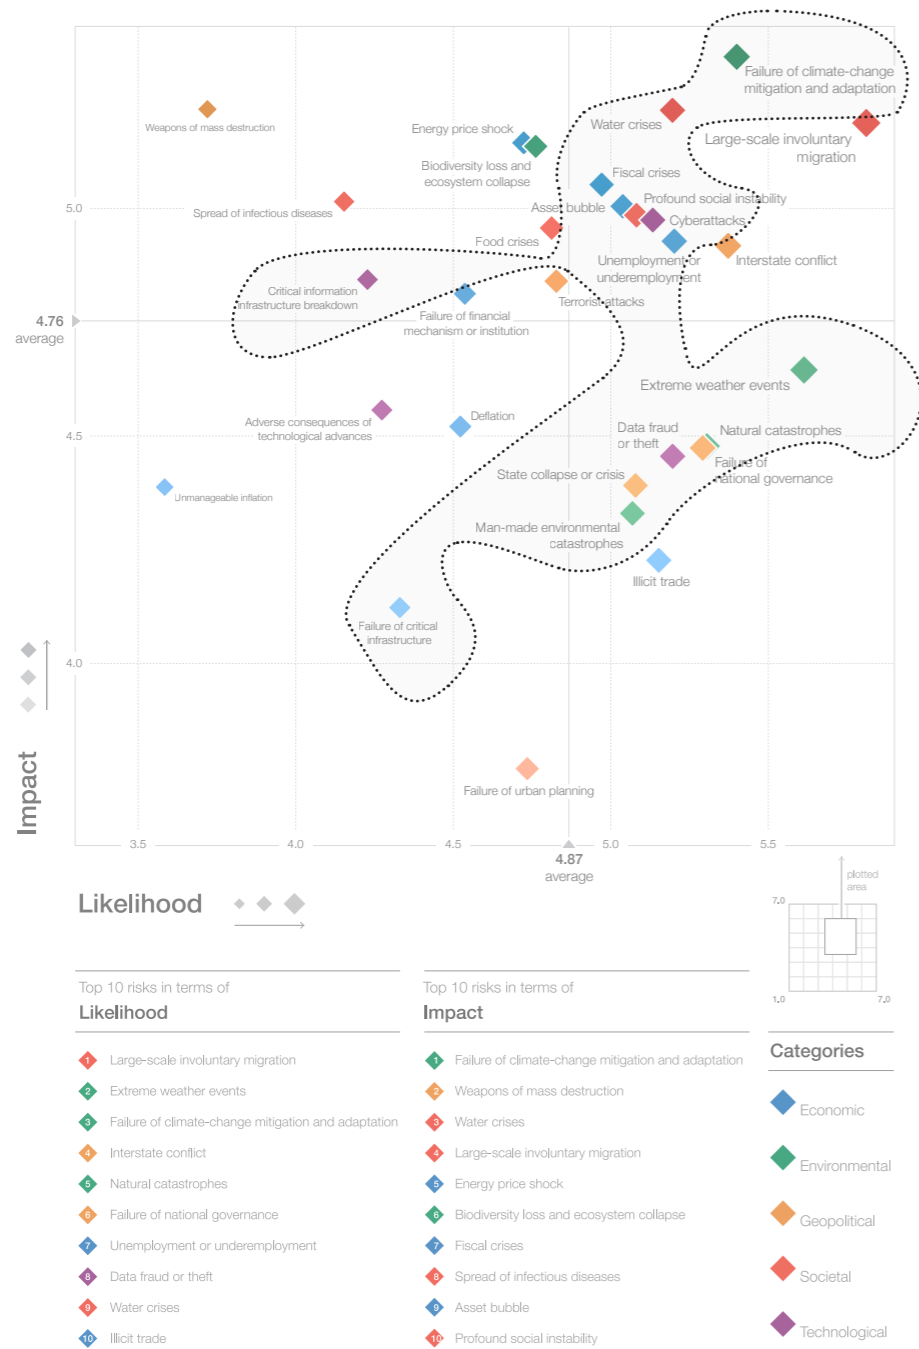 Failure of climate-change
mitigation and adaptation
Weapons of mass destruction
Energy price shock
Water crises
Large-scale involuntary
migration
Biodiversity loss and
ecosystem collapse
Fiscal crises
Profound social instability
5.0
Spread of infectious diseases
Asset bubble
Cyberattacks
Food crises
Unemployment or
underemployment
Interstate conflict
Critical information
infrastructure breakdown
Terrorist attacks
4.76
average
Failure of financial
mechanism or institution
Extreme weather events
Adverse consequences of
technological advances
Deflation
Data fraud
or theft
Natural catastrophes
4.5
Failure of
national governance
State collapse or crisis
Unmanageable inflation
Man-made environmental
catastrophes
Illicit trade
Failure of critical
infrastructure
4.0
Impact
Failure of urban planning
3.5
4.0
4.5
5.0
5.5
4.87
average
Likelihood
plotted
area
7.0
1.0
7.0
Top 10 risks in terms of
Likelihood
1 Large-scale involuntary migration
2 Extreme weather events
3 Failure of climate-change mitigation and adaptation
4 Interstate conflict
5 Natural catastrophes
6 Failure of national governance
7 Unemployment or underemployment
8 Data fraud or theft
9 Water crises
10 Illicit trade
Top 10 risks in terms of
Impact
1 Failure of climate-change mitigation and adaptation
2 Weapons of mass destruction
3 Water crises
4 Large-scale involuntary migration
5 Energy price shock
6 Biodiversity loss and ecosystem collapse
7 Fiscal crises
8 Spread of infectious diseases
9 Asset bubble
10 Profound social instability
Categories
Economic
Environmental
Geopolitical
Societal
Technological